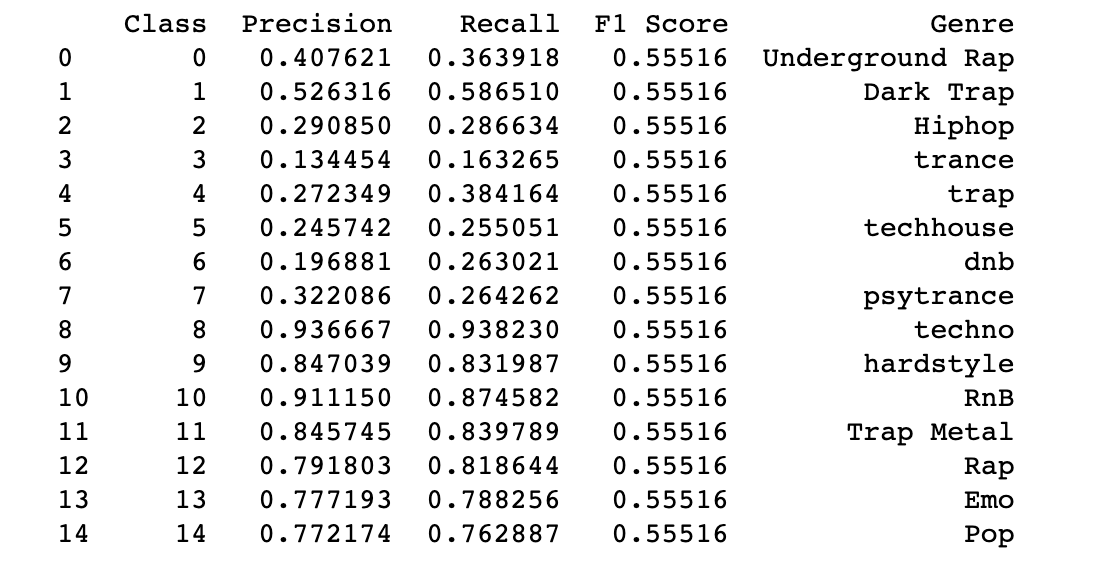 Class Precision Recall F1 Score Genre
0 0 0.407621 0.363918 0.55516 Underground Rap
1 1 0.526316 0.586510 0.55516 Dark Trap
2 2 0.290850 0.286634 0.55516 Hiphop
3 3 0.134454 0.163265 0.55516 trance
4 4 0.272349 0.384164 0.55516 trap
5 5 0.245742 0.255051 0.55516 techhouse
6 6 0.196881 0.263021 0.55516 dnb
7 7 0.322086 0.264262 0.55516 psytrance
8 8 0.936667 0.938230 0.55516 techno
9 9 0.847039 0.831987 0.55516 hardstyle
10 10 0.911150 0.874582 0.55516 RnB
11 11 0.845745 0.839789 0.55516 Trap Metal
12 12 0.791803 0.818644 0.55516 Rap
13 13 0.777193 0.788256 0.55516 Emo
14 14 0.772174 0.762887 0.55516 Pop